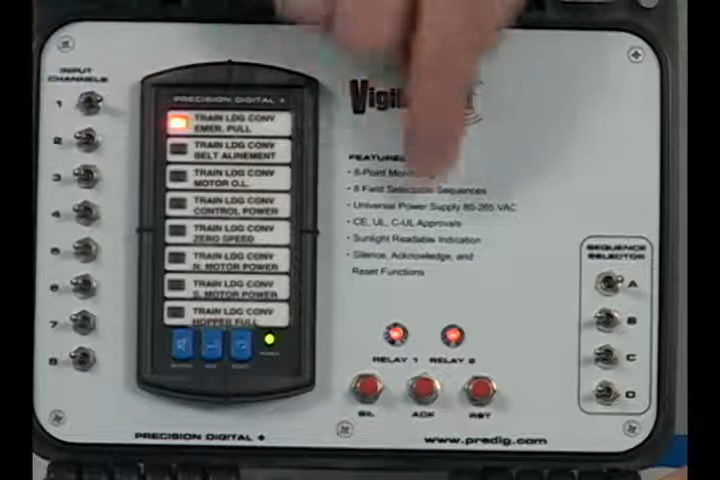 INPUT
CHANNELS
1
2
3
4
5
6
7
8
PRECISION DIGITAL +
TRAIN LDG CONV
EMER. PULL
TRAIN LDG CONV
BELT ALINEMENT
TRAIN LDG CONV
MOTOR O.L.
TRAIN LDG CONV
CONTROL POWER
TRAIN LDG CONV
ZERO SPEED
TRAIN LDG CONV
N. MOTOR POWER
TRAIN LDG CONV
S. MOTOR POWER
TRAIN LDG CONV
HOPPER FULL
PRECISION DIGITAL +
• 8-Point
• 8 Field Selectable Sequences
• Universal Power Supply 85-265 VAC
• CE, UL, C-UL Approvals
• Sunlight Readable Indication
• Silence, Acknowledge, and
Reset Functions
RELAY 1 RELAY 2
SIL ACK RST
www.predig.com
SEQUENCE
SELECTOR
A
B
C
D